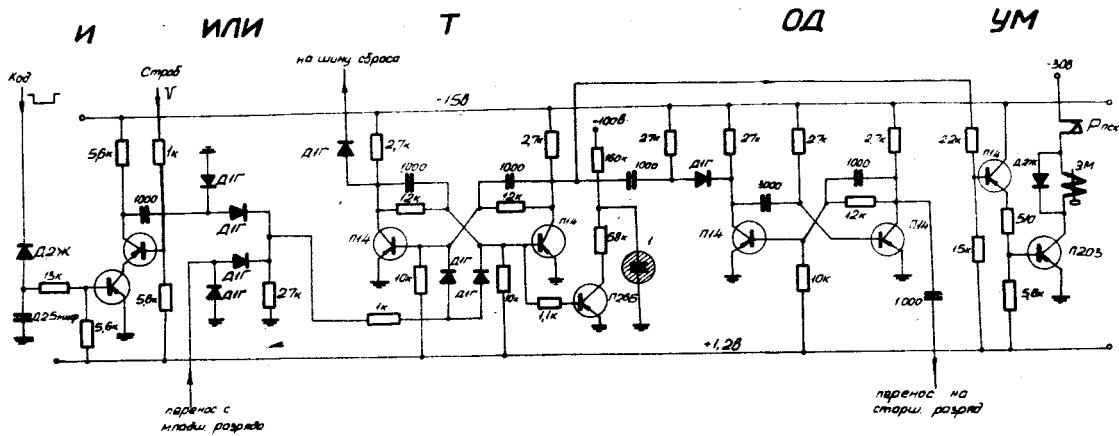 И ИЛИ Т ОД УМ
на шину сброса
Код
Строб
-15в
-30в
-100в
Рпск
5,6к
1к
Д1Г
2,7к
1000
12к
1000
12к
2,7к
1000
27к
27к
3000
27к
1000
12к
2,7к
2,2к
П14
Д2Ж
ЭМ
1000
Д1Г
Д1Г
П14
П14
58к
1
П14
П14
510
П203
Д2Ж
13к
Д1Г
Д1Г
10к
Д1Г
Д1Г
10к
10к
15к
0,25мкф
5,6к
5,6к
27к
1к
1,1к
1000
5,6к
+1,2в
перенос с
младш. разряда
перенос на
старш. разряд